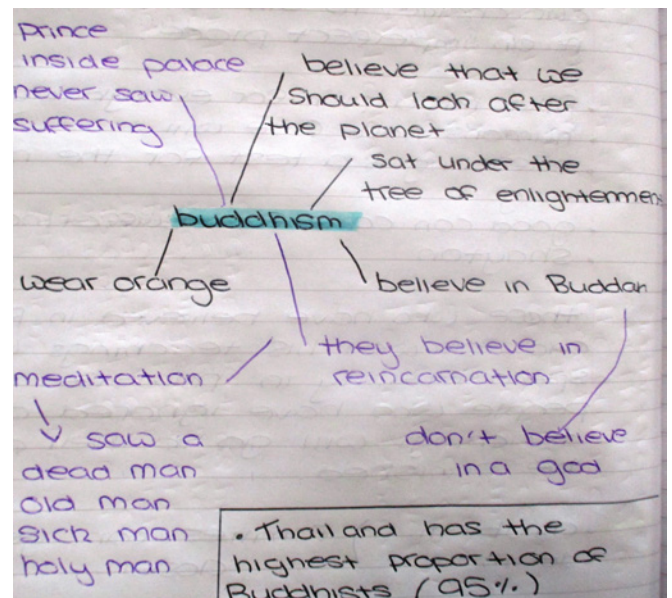 prince
inside palace
never saw
suffering
believe that we
should look after
the planet
sat under the
tree of enlightenmen
buddhism
wear orange
believe in Buddah
they believe in
reincarnation
meditation
saw a
dead man
old man
sick man
holy man
don't believe
in a god
• Thailand has the
highest proportion of
Buddhists (95%)